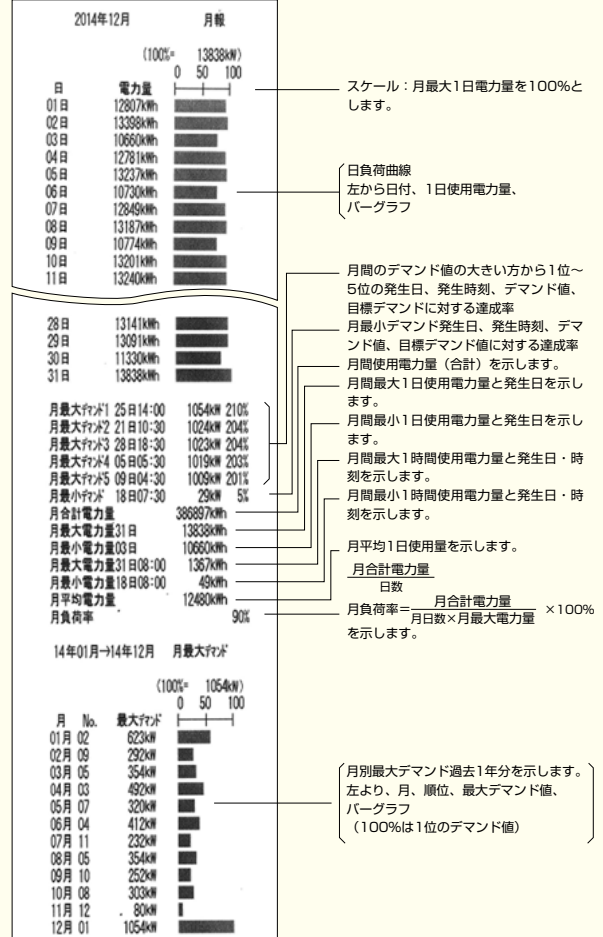 2014年12月 月報
(100%= 13838kW)
0 50 100
日 電力量
01日 12807kWh
02日 13398kWh
03日 10660kWh
04日 12781kWh
05日 13237kWh
06日 10730kWh
07日 12849kWh
08日 13187kWh
09日 10774kWh
10日 13201kWh
11日 13240kWh
28日 13141kWh
29日 13091kWh
30日 11330kWh
31日 13838kWh
月最大デマンド1 25日14:00 1054kW 210%
月最大デマンド2 21日10:30 1024kW 204%
月最大デマンド3 28日18:30 1023kW 204%
月最大デマンド4 05日05:30 1019kW 203%
月最大デマンド5 09日04:30 1009kW 201%
月最小デマンド 18日07:30 29kW 5%
月合計電力量 386897kWh
月最大電力量31日 13838kWh
月最小電力量03日 10660kWh
月最大電力量31日08:00 1367kWh
月最小電力量18日08:00 49kWh
月平均電力量 12480kWh
月負荷率 90%
14年01月→14年12月 月最大デマンド
(100%= 1054kW)
0 50 100
月 No. 最大デマンド
01月 02 623kW
02月 09 292kW
03月 05 354kW
04月 03 492kW
05月 07 320kW
06月 04 412kW
07月 11 232kW
08月 05 354kW
09月 10 252kW
10月 08 303kW
11月 12 80kW
12月 01 1054kW
スケール：月最大1日電力量を100%と
します。
日負荷曲線
左から日付、1日使用電力量、
バーグラフ
月間のデマンド値の大きい方から1位～
5位の発生日、発生時刻、デマンド値、
目標デマンドに対する達成率
月最小デマンド発生日、発生時刻、デマ
ンド値、目標デマンド値に対する達成率
月間使用電力量（合計）を示します。
月間最大1日使用電力量と発生日を示し
ます。
月間最小1日使用電力量と発生日を示し
ます。
月間最大1時間使用電力量と発生日・時
刻を示します。
月間最小1時間使用電力量と発生日・時
刻を示します。
月平均1日使用量を示します。
月合計電力量
日数
月負荷率＝月合計電力量
月日数×月最大電力量
×100%
を示します。
月別最大デマンド過去1年分を示します。
左より、月、順位、最大デマンド値、
バーグラフ
（100%は1位のデマンド値）